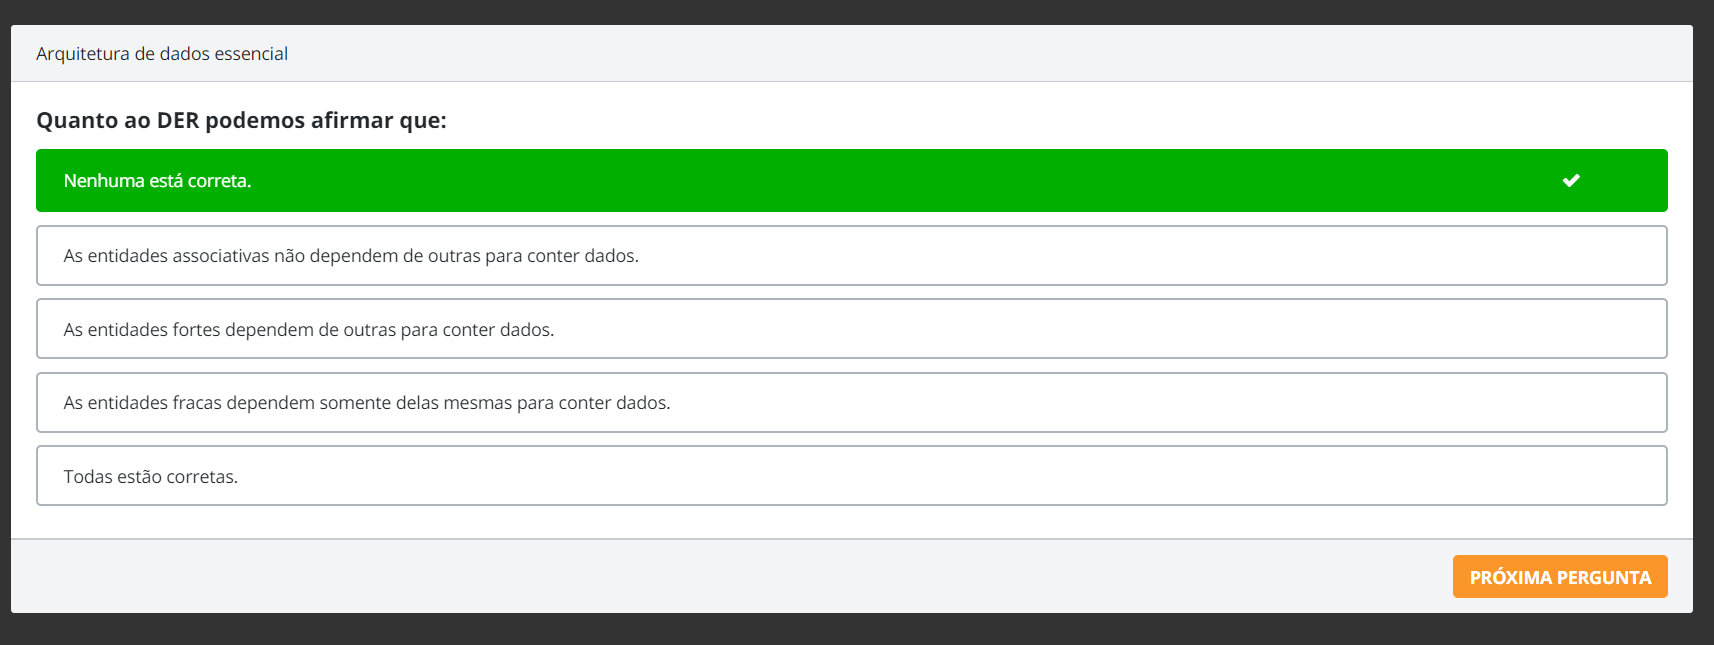 Arquitetura de dados essencial
Quanto ao DER podemos afirmar que:
Nenhuma está correta.
As entidades associativas não dependem de outras para conter dados.
As entidades fortes dependem de outras para conter dados.
As entidades fracas dependem somente delas mesmas para conter dados.
Todas estão corretas.
PRÓXIMA PERGUNTA